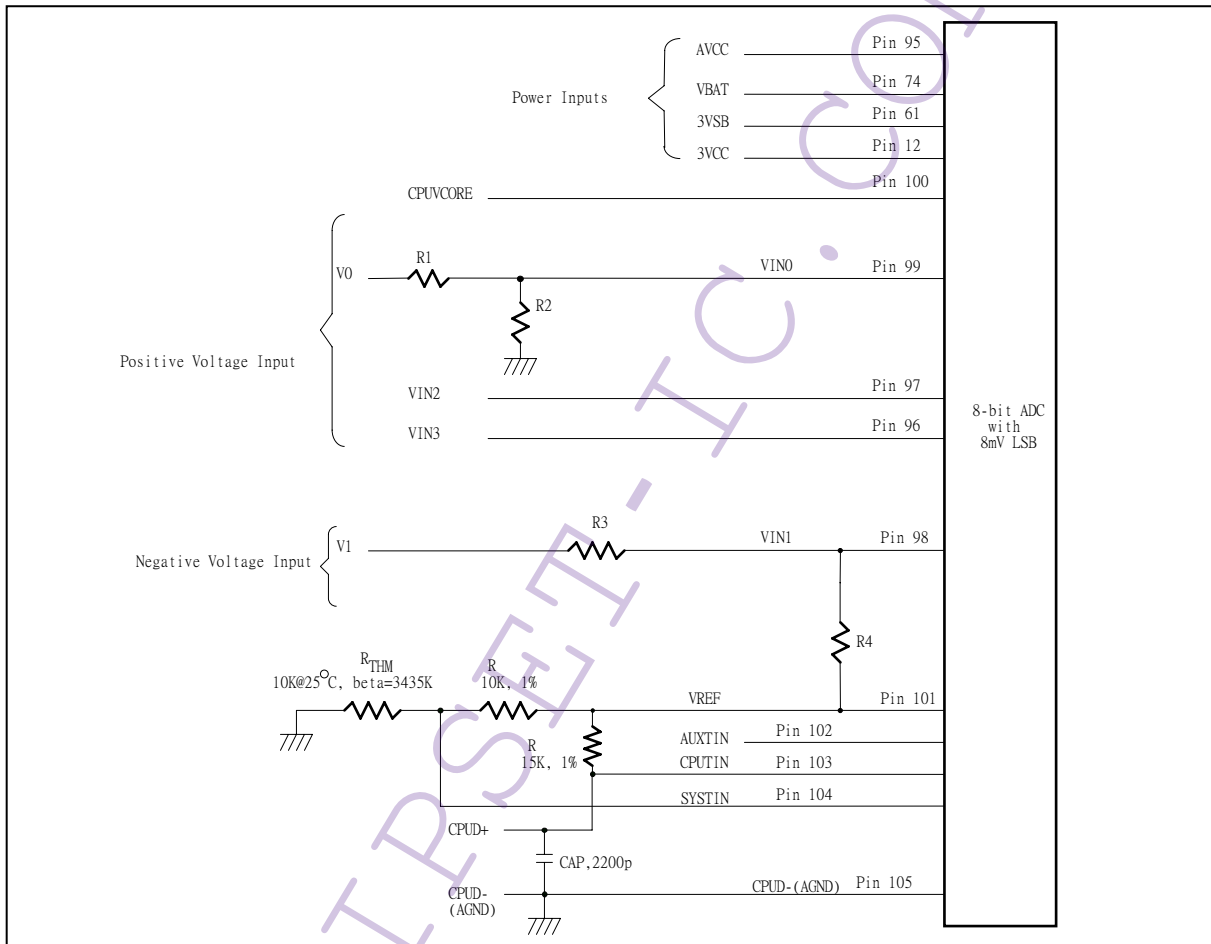 AVCC
Pin 95
VBAT
Pin 74
Power Inputs
3VSB
Pin 61
3VCC
Pin 12
Pin 100
CPUVCORE
R1
V0
VIN0
Pin 99
R2
Positive Voltage Input
VIN2
Pin 97
VIN3
Pin 96
8-bit ADC
with
8mV LSB
R3
V1
VIN1
Pin 98
Negative Voltage Input
R4
RTHM
10K@25°C, beta=3435K
R
10K, 1%
VREF
Pin 101
AUXTIN
Pin 102
R
15K, 1%
CPUTIN
Pin 103
SYSTIN
Pin 104
CPUD+
CAP,2200p
CPUD-
(AGND)
CPUD-(AGND)
Pin 105
IPSET-IC.CO